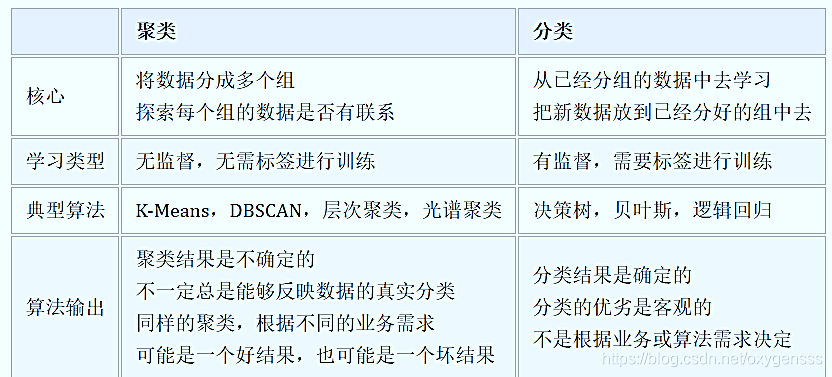 聚类 分类
核心
将数据分成多个组
探索每个组的数据是否有联系
从已经分组的数据中去学习
把新数据放到已经分好的组中去
学习类型 无监督，无需标签进行训练 有监督，需要标签进行训练
典型算法 K-Means，DBSCAN，层次聚类，光谱聚类 决策树，贝叶斯，逻辑回归
算法输出
聚类结果是不确定的
不一定总是能够反映数据的真实分类
同样的聚类，根据不同的业务需求
可能是一个好结果，也可能是一个坏结果
分类结果是确定的
分类的优劣是客观的
不是根据业务或算法需求决定
https://blog.csdn.net/oxygensss